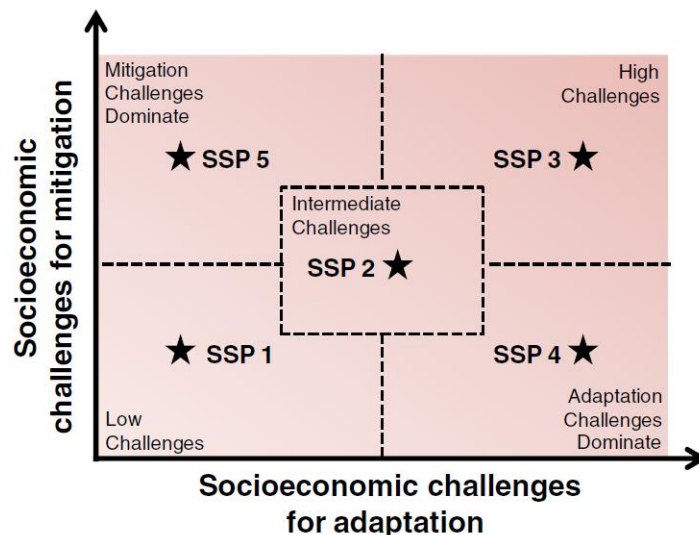 Socioeconomic
challenges for mitigation
Mitigation
Challenges
Dominate
High
Challenges
SSP 5
SSP 3
Intermediate
Challenges
SSP 2
SSP 1
SSP 4
Low
Challenges
Adaptation
Challenges
Dominate
Socioeconomic challenges
for adaptation